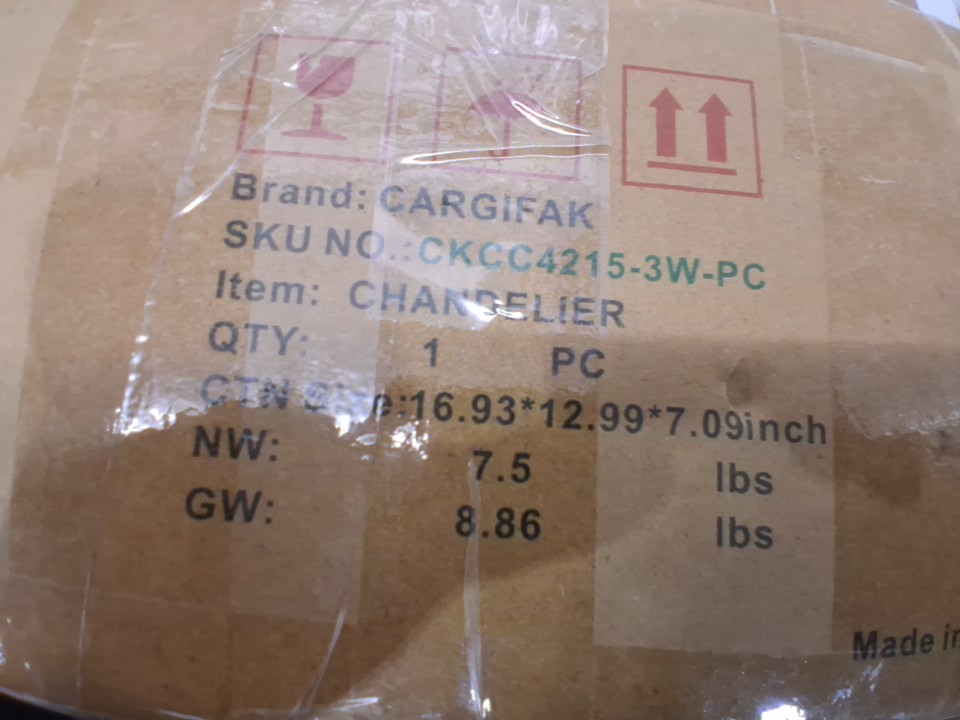 Brand: CARGIFAK
SKU NO.:CKCC4215-3W-PC
Item: CHANDELIER
QTY: 1 PC
CTN Size:16.93*12.99*7.09inch
NW: 7.5 lbs
GW: 8.86 lbs
Made in